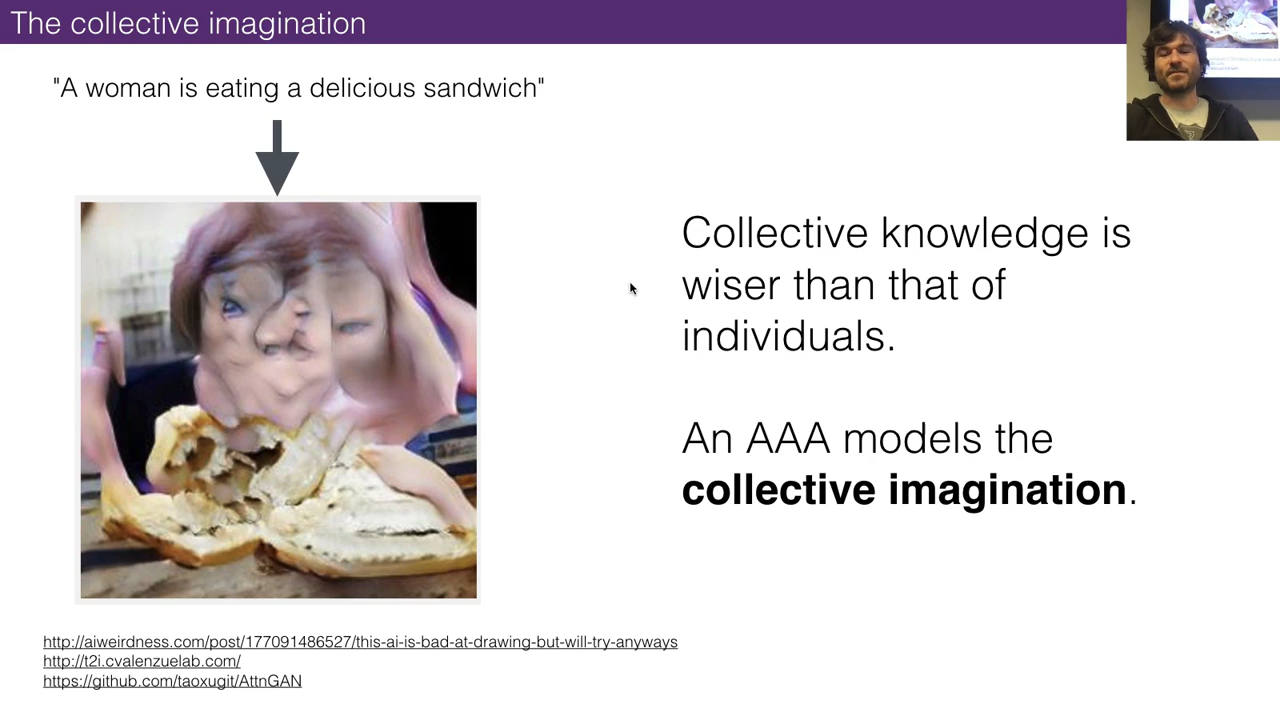 The collective imagination
"A woman is eating a delicious sandwich"
Collective knowledge is
wiser than that of
individuals.
An AAA models the
collective imagination.
http://aiweirdness.com/post/177091486527/this-ai-is-bad-at-drawing-but-will-try-anyways
http://t2i.cvalenzuelab.com/
https://github.com/taoxugit/AttnGAN